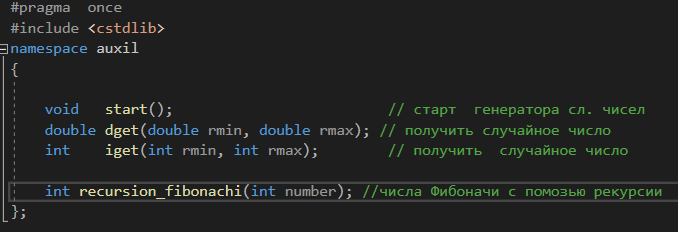 #pragma once
#include <cstdlib>
namespace auxil
{
void start(); // старт генератора сл. чисел
double dget(double rmin, double rmax); // получить случайное число
int iget(int rmin, int rmax); // получить случайное число
int recursion_fibonachi(int number); //числа Фибоначи с помозью рекурсии
};